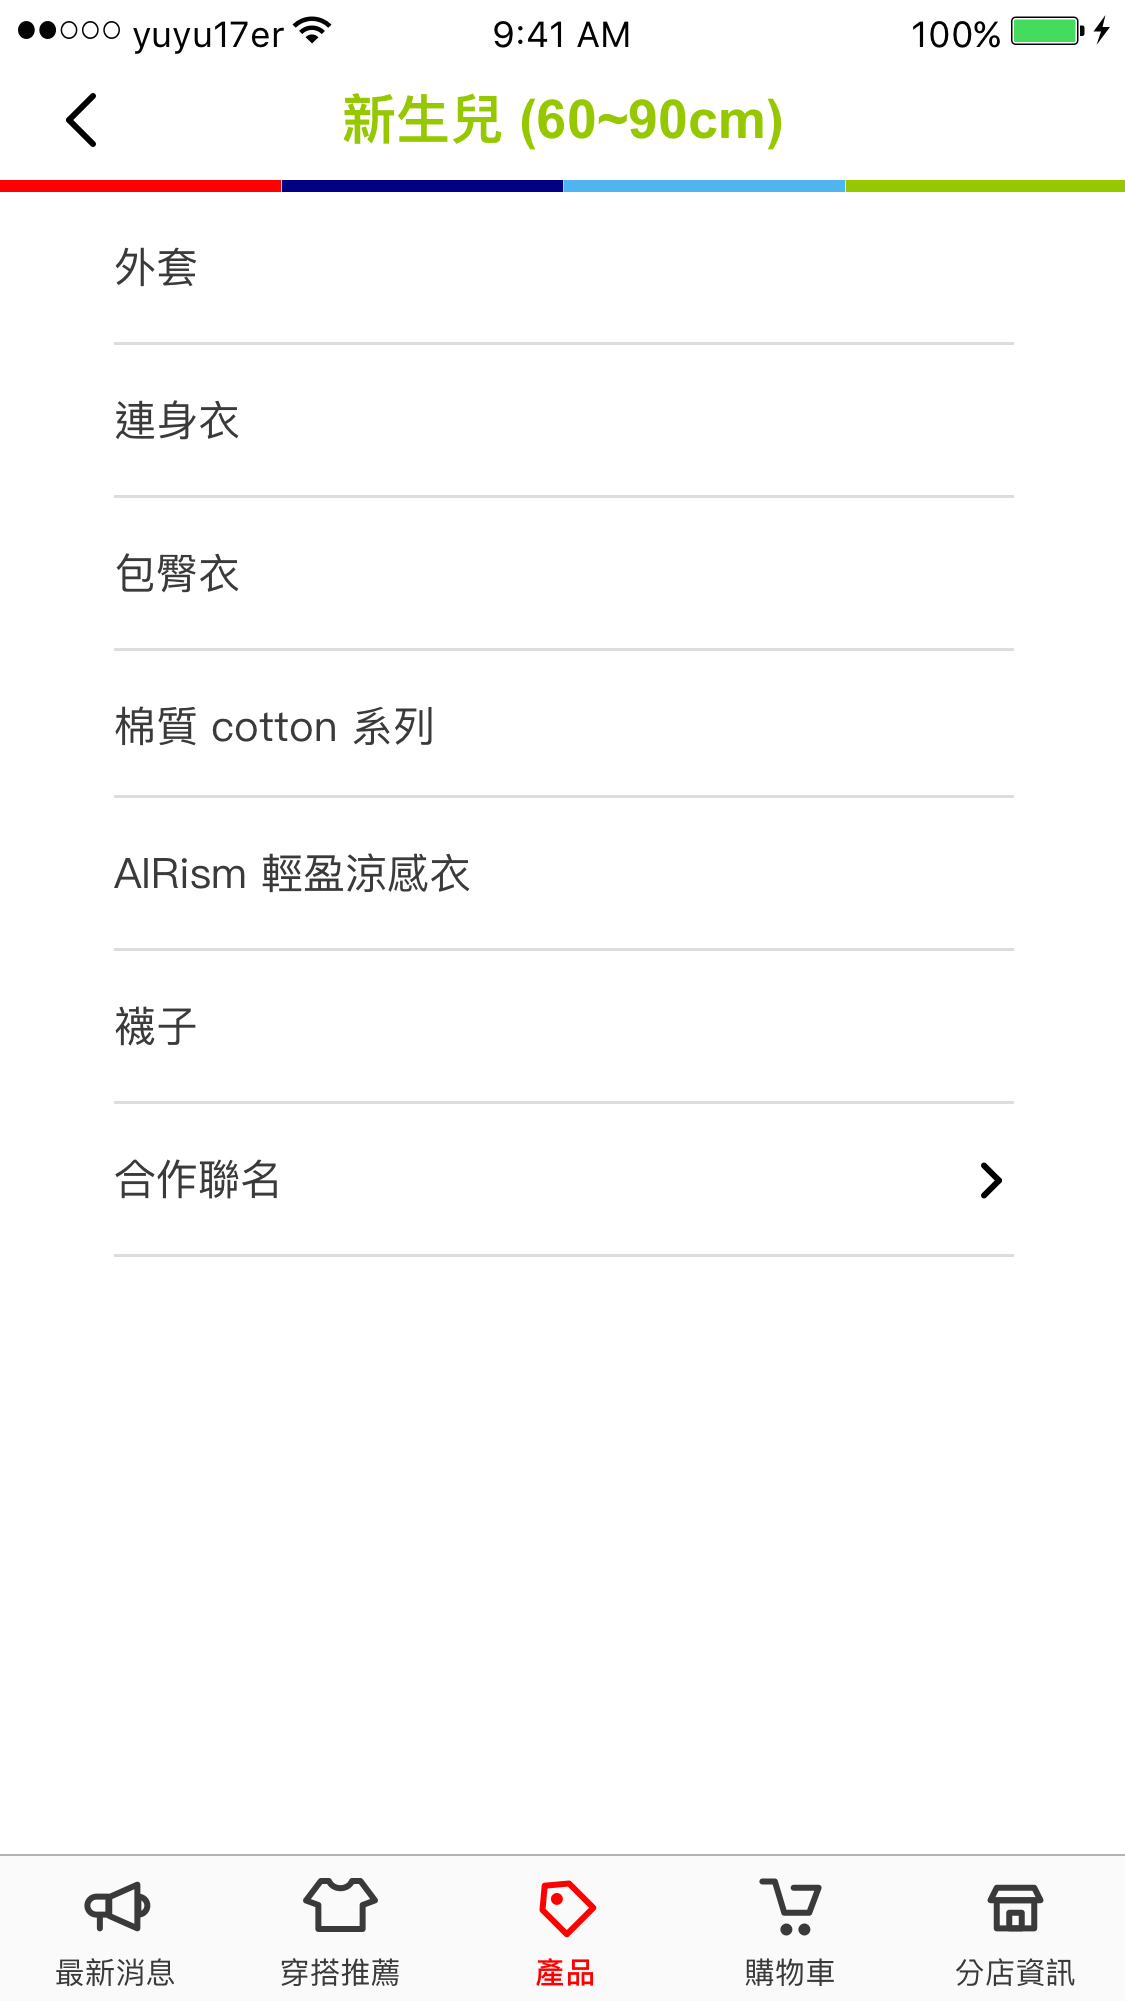 yuyu17er 9:41 AM 100%
新生兒 (60~90cm)
外套
連身衣
包臀衣
棉質 cotton 系列
AIRism 輕盈涼感衣
襪子
合作聯名
最新消息 穿搭推薦 產品 購物車 分店資訊